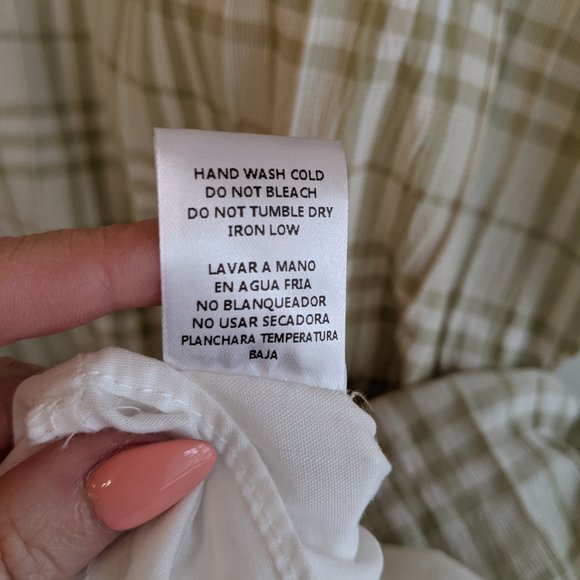 HAND WASH COLD
DO NOT BLEACH
DO NOT TUMBLE DRY
IRON LOW
LAVAR A MANO
EN AGUA FRIA
NO BLANQUEADOR
NO USAR SECADORA
PLANCHARA TEMPERATURA
BAJA